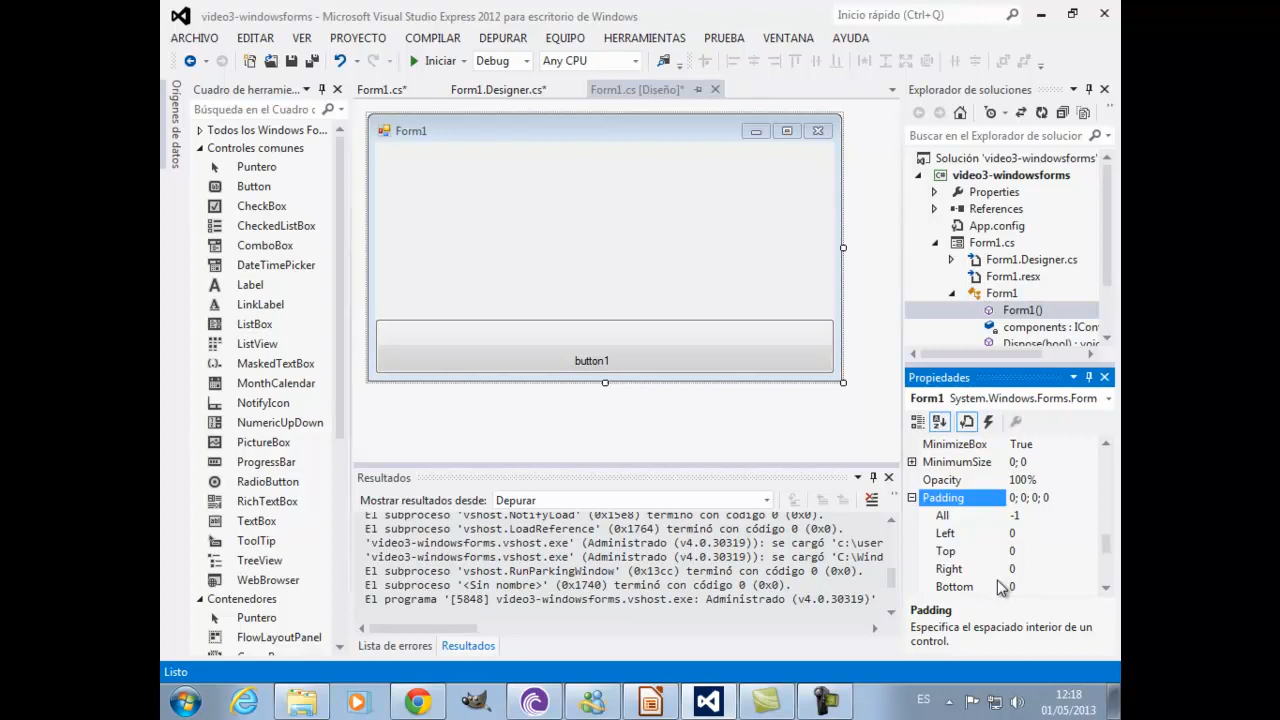 video3-windowsforms - Microsoft Visual Studio Express 2012 para escritorio de Windows
Inicio rápido (Ctrl+Q)
ARCHIVO EDITAR VER PROYECTO COMPILAR DEPURAR EQUIPO HERRAMIENTAS PRUEBA VENTANA AYUDA
Iniciar Debug Any CPU
Orígenes de datos
Cuadro de herramie...
Búsqueda en el Cuadro c
Todos los Windows Fo...
Controles comunes
Puntero
Button
CheckBox
CheckedListBox
ComboBox
DateTimePicker
Label
LinkLabel
ListBox
ListView
MaskedTextBox
MonthCalendar
NotifyIcon
NumericUpDown
PictureBox
ProgressBar
RadioButton
RichTextBox
TextBox
ToolTip
TreeView
WebBrowser
Contenedores
Puntero
FlowLayoutPanel
Form1.cs* Form1.Designer.cs* Form1.cs [Diseño]*
Form1
button1
Resultados
Mostrar resultados desde: Depurar
El subproceso 'vshost.NotifyLoad' (0x15e8) terminó con código 0 (0x0).
El subproceso 'vshost.LoadReference' (0x1764) terminó con código 0 (0x0).
'video3-windowsforms.vshost.exe' (Administrado (v4.0.30319)): se cargó 'c:\user
'video3-windowsforms.vshost.exe' (Administrado (v4.0.30319)): se cargó 'C:\Wind
El subproceso 'vshost.RunParkingWindow' (0x13cc) terminó con código 0 (0x0).
El subproceso '<Sin nombre>' (0x1740) terminó con código 0 (0x0).
El programa '[5848] video3-windowsforms.vshost.exe: Administrado (v4.0.30319)'
Lista de errores Resultados
Explorador de soluciones
Buscar en el Explorador de solucior
Solución 'video3-windowsforms'
video3-windowsforms
Properties
References
App.config
Form1.cs
Form1.Designer.cs
Form1.resx
Form1
Form1()
components : ICont
Dispose(bool) : voic
Propiedades
Form1 System.Windows.Forms.Form
MinimizeBox True
MinimumSize 0; 0
Opacity 100%
Padding 0; 0; 0; 0
All -1
Left 0
Top 0
Right 0
Bottom 0
Padding
Especifica el espaciado interior de un
control.
Listo
ES
12:18
01/05/2013